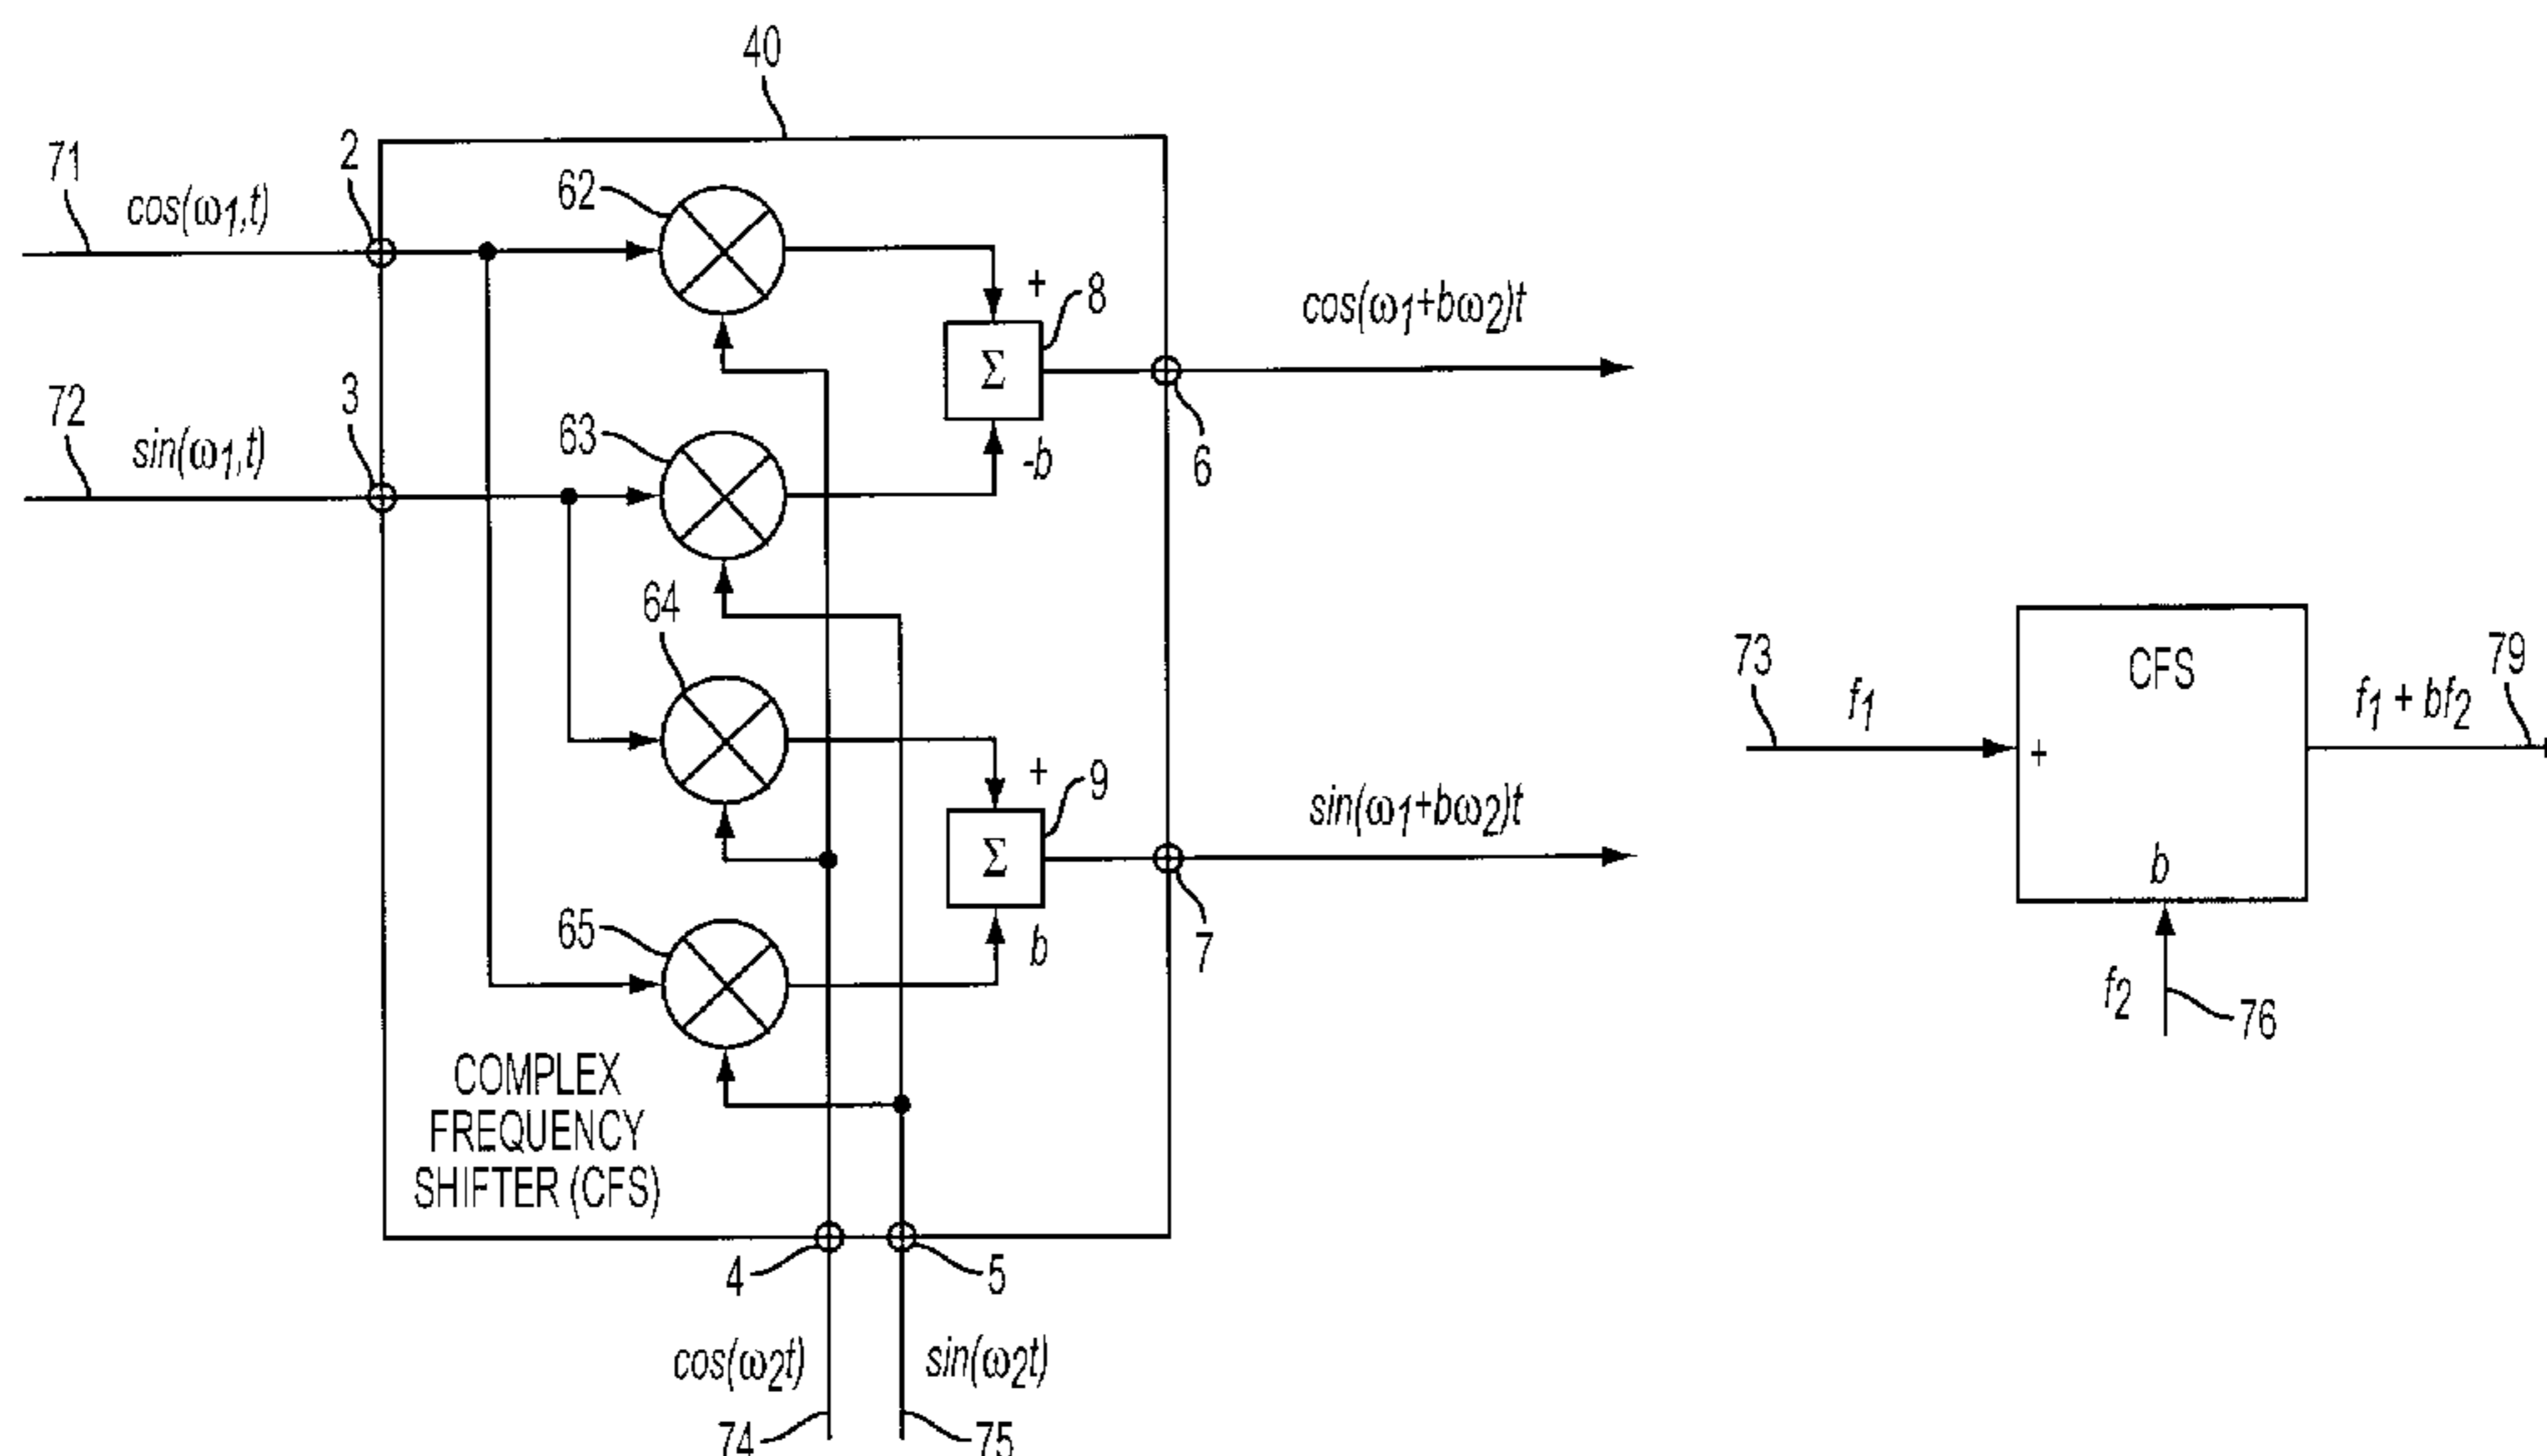 40
71
cos(ω1,t)
2
62
+
8
cos(ω1+bω2)t
Σ
72
sin(ω1,t)
3
63
-b
6
64
+
9
sin(ω1+bω2)t
Σ
65
b
7
COMPLEX
FREQUENCY
SHIFTER (CFS)
4
5
cos(ω2t)
sin(ω2t)
74
75
73
f1
CFS
f1 + bf2
79
+
b
f2
76